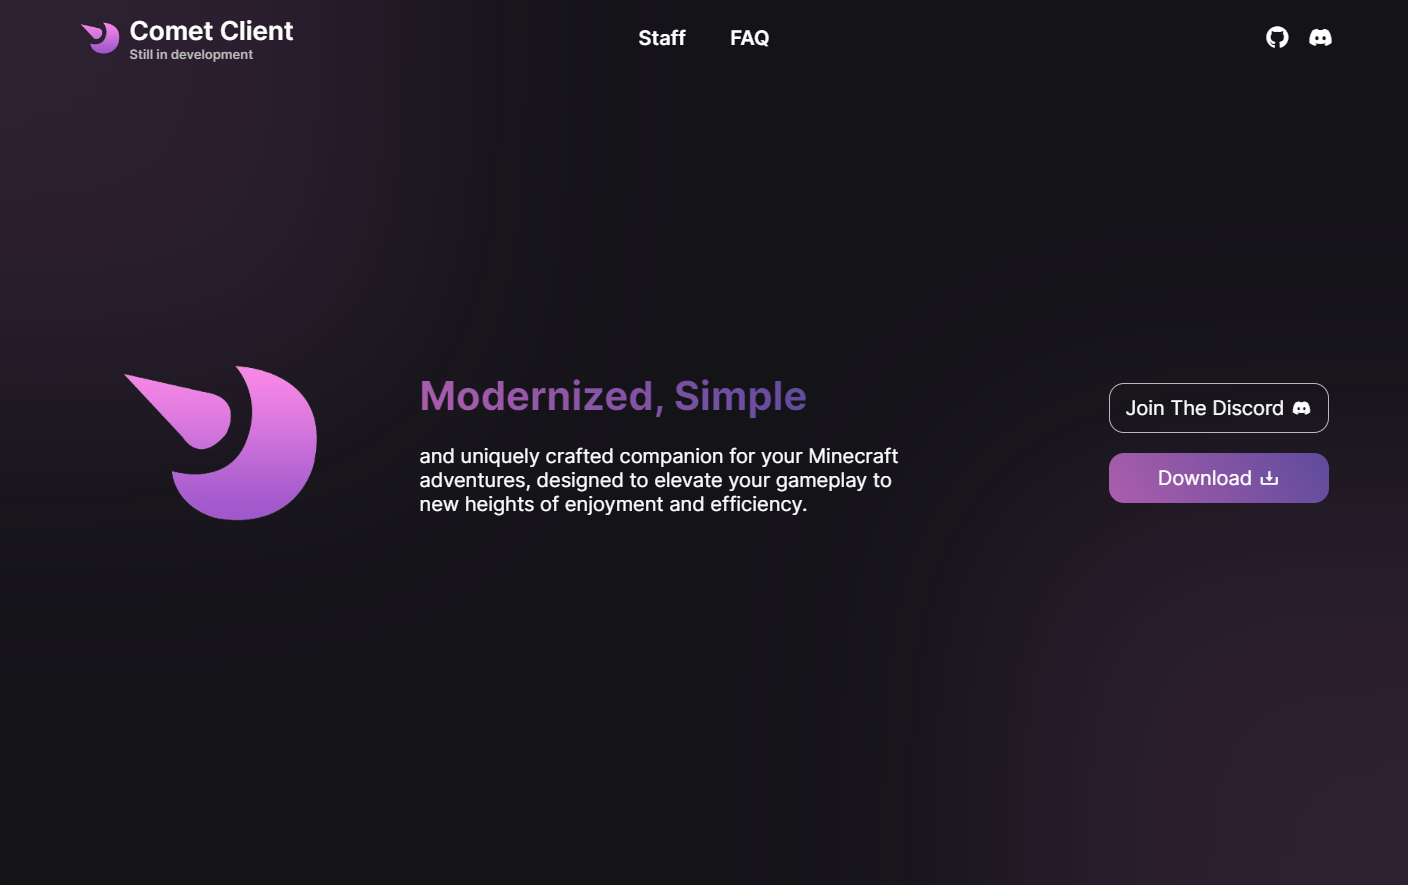 Comet Client
Still in development
Staff
FAQ
Modernized, Simple
and uniquely crafted companion for your Minecraft
adventures, designed to elevate your gameplay to
new heights of enjoyment and efficiency.
Join The Discord
Download